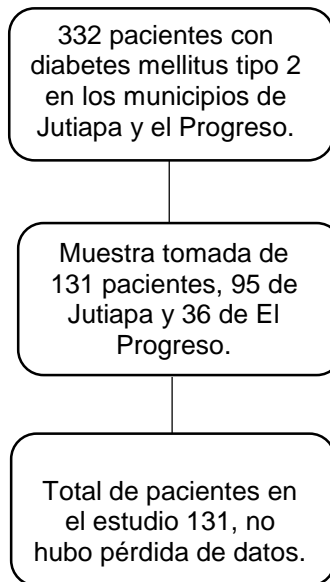 332 pacientes con
diabetes mellitus tipo 2
en los municipios de
Jutiapa y el Progreso.
Muestra tomada de
131 pacientes, 95 de
Jutiapa y 36 de El
Progreso.
Total de pacientes en
el estudio 131, no
hubo pérdida de datos.